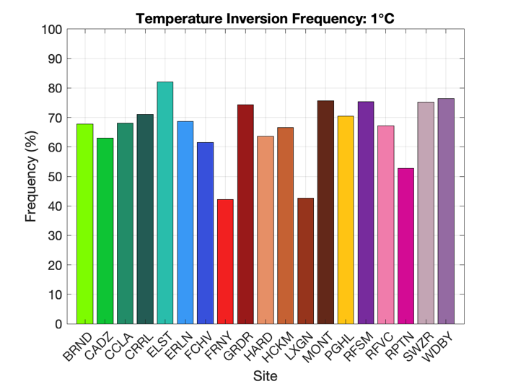 Temperature Inversion Frequency: 1°C
100
90
80
70
60
50
40
30
20
10
0
Frequency (%)
BRND
CADZ
CCLA
CRRL
ELST
ERLN
FCHV
FRNY
GRDR
HARD
HCKM
LXGN
MONT
PGHL
RFSM
RFVC
RPTN
SWZR
WDBY
Site